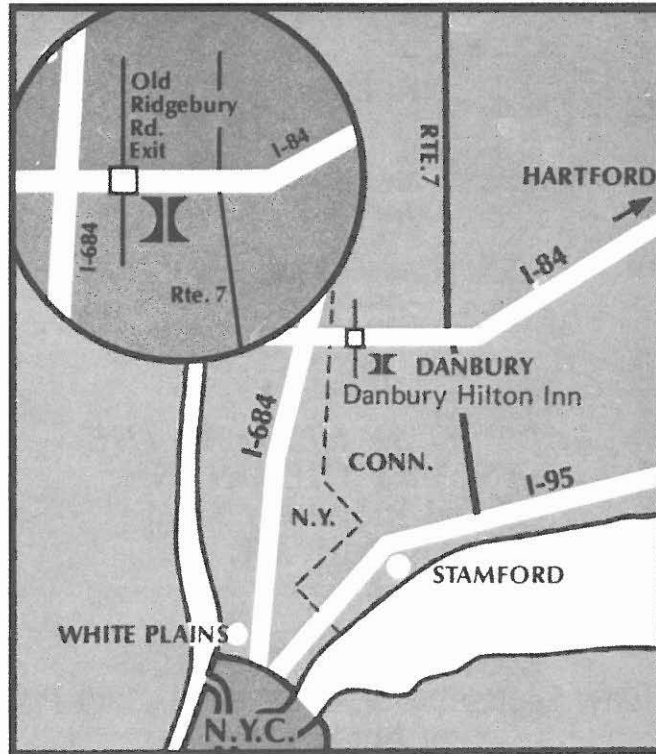 Old
Ridgebury
Rd.
Exit
I-84
I-684
Rte. 7
RTE.7
HARTFORD
I-84
DANBURY
Danbury Hilton Inn
I-684
CONN.
N.Y.
I-95
STAMFORD
WHITE PLAINS
N.Y.C.